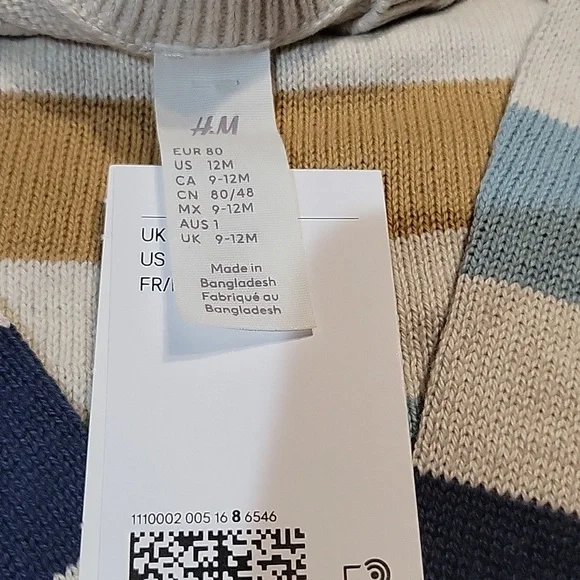 H&M
EUR 80
US 12M
CA 9-12M
CN 80/48
MX 9-12M
AUS 1
UK 9-12M
Made in
Bangladesh
Fabriqué au
Bangladesh
UK
US
FR/
1110002 005 16 8 6546